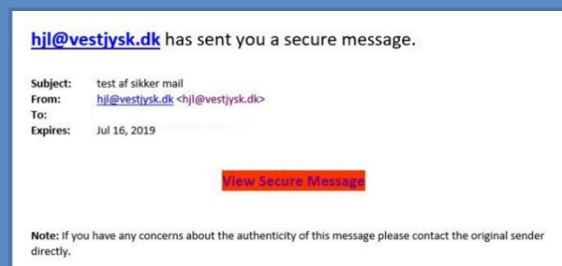 hjl@vestjysk.dk has sent you a secure message.
Subject: test af sikker mail
From: hjl@vestjysk.dk <hjl@vestjysk.dk>
To:
Expires: Jul 16, 2019
View Secure Message
Note: If you have any concerns about the authenticity of this message please contact the original sender
directly.